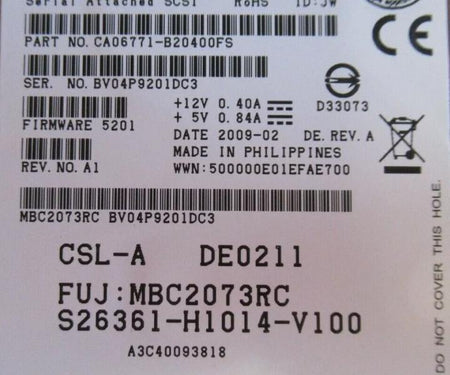 Serial Attached SCSI RoHS ID:JW
PART NO. CA06771-B20400FS
SER. NO. BV04P9201DC3
+12V 0.40A
+ 5V 0.84A
D33073
FIRMWARE 5201
DATE 2009-02 DE. REV. A
MADE IN PHILIPPINES
REV. NO. A1
WWN:500000E01EFAE700
MBC2073RC BV04P9201DC3
CSL-A DE0211
FUJ:MBC2073RC
S26361-H1014-V100
A3C40093818
DO NOT COVER THIS HOLE.
CE